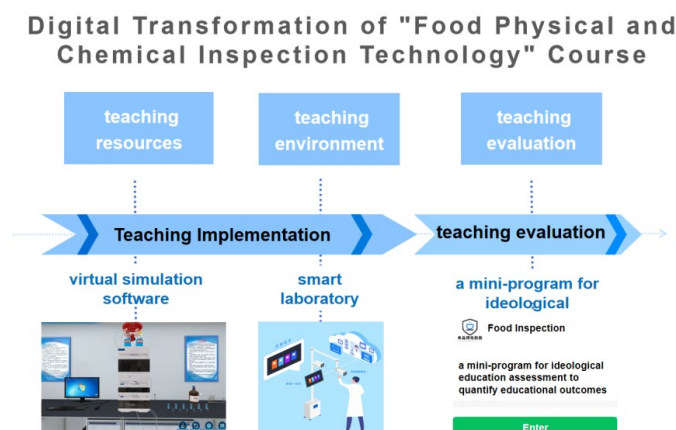 Digital Transformation of "Food Physical and
Chemical Inspection Technology" Course
teaching
resources
teaching
environment
teaching
evaluation
Teaching Implementation
teaching evaluation
virtual simulation
software
smart
laboratory
a mini-program for
ideological
Food Inspection
a mini-program for ideological
education assessment to
quantify educational outcomes
Enter